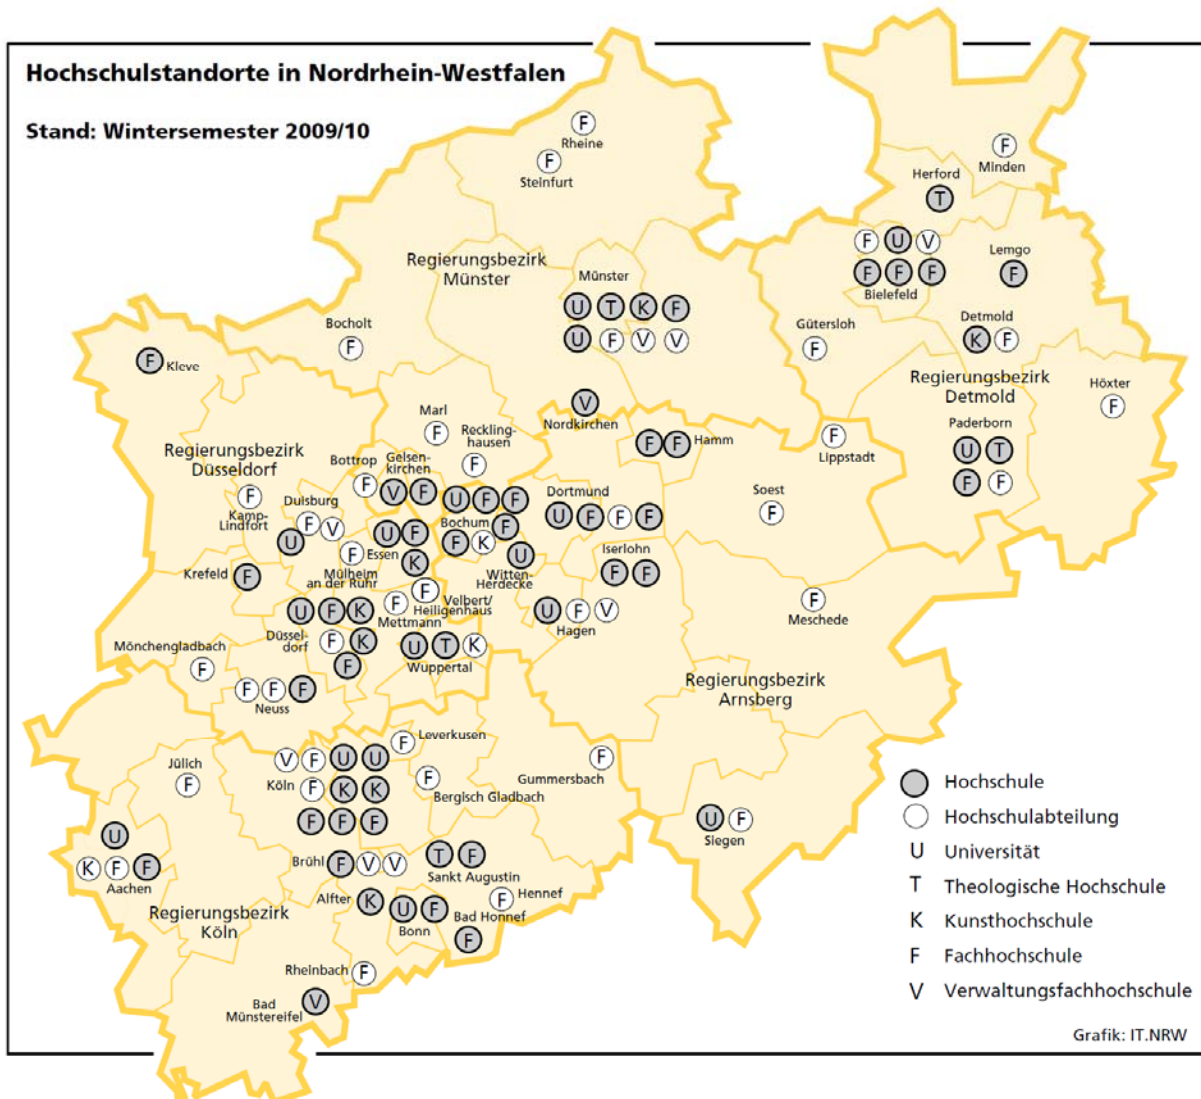 Hochschulstandorte in Nordrhein-Westfalen
Stand: Wintersemester 2009/10
F
Rheine
F
Steinfurt
F
Minden
Herford
T
F U V
F F F
Bielefeld
Lemgo
F
Regierungsbezirk
Münster
Münster
U T K F
U F V V
Bocholt
F
Gütersloh
F
Detmold
K F
F Kleve
Regierungsbezirk
Detmold
Höxter
F
V
Nordkirchen
Marl
F
Reckling-
hausen
F
F F Hamm
F
Lippstadt
Paderborn
U T
F F
Regierungsbezirk
Düsseldorf
F
Kamp-
Lindfort
Bottrop
F
Gelsen-
kirchen
V F
U F F
Bochum F
F K
Dortmund
U F F F
Soest
F
Duisburg
F V
U
U F
Essen
K
F
Mülheim
an der Ruhr
U
Witten-
Herdecke
Iserlohn
F F
Krefeld F
F
Velbert/
Heiligenhaus
F
Mettmann
U F V
Hagen
F
Meschede
U F K
Düssel-
dorf
F K
F
U T K
Wuppertal
Mönchengladbach
F
F F F
Neuss
Regierungsbezirk
Arnsberg
Jülich
F
V F U U
Köln F K K
F F F
F Leverkusen
F
Bergisch Gladbach
Gummersbach
F
U F
Siegen
U
K F F
Aachen
Brühl F V V
T F
Sankt Augustin
Regierungsbezirk
Köln
Alfter K
U F
Bonn
Bad Honnef
F
Hennef
F
Rheinbach
F
Bad
Münstereifel
V
Hochschule
Hochschulabteilung
U Universität
T Theologische Hochschule
K Kunsthochschule
F Fachhochschule
V Verwaltungsfachhochschule
Grafik: IT.NRW